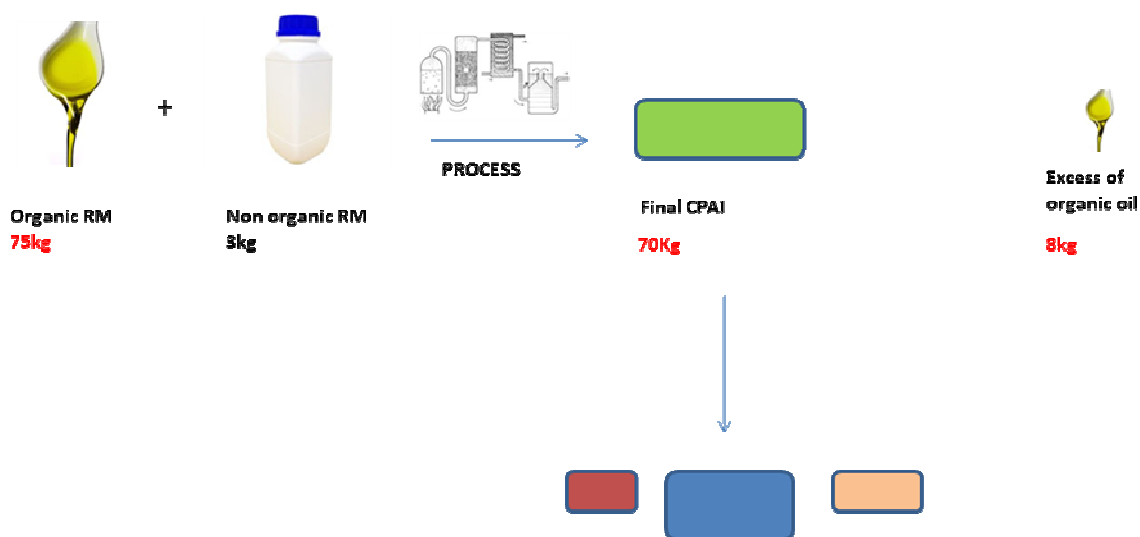 +
PROCESS
Organic RM
75kg
Non organic RM
3kg
Final CPAI
70Kg
Excess of
organic oil
8kg